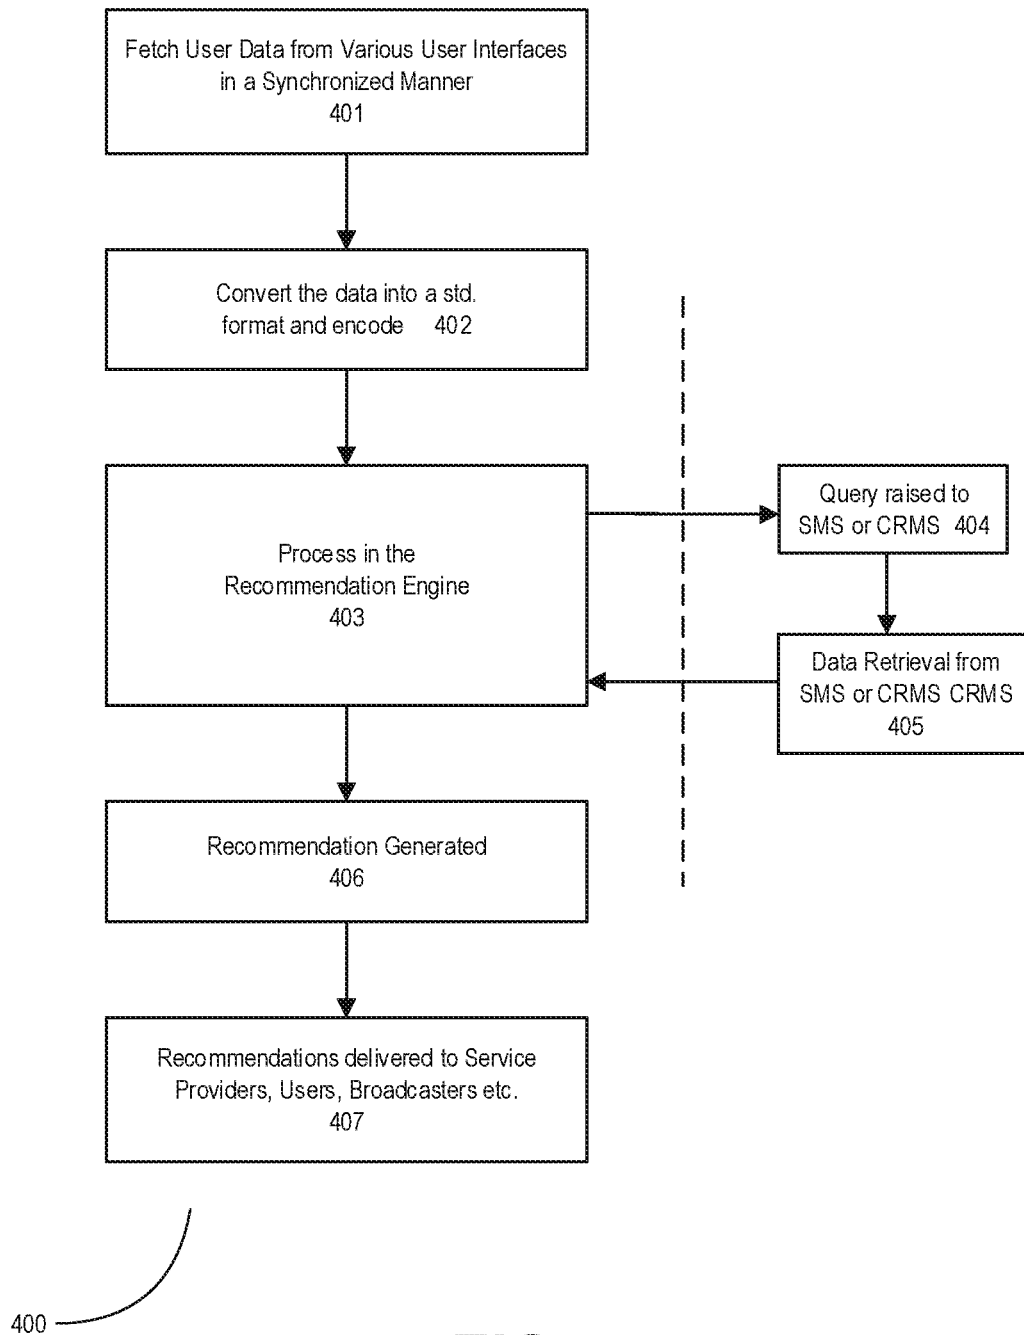 Fetch User Data from Various User Interfaces
in a Synchronized Manner
401
Convert the data into a std.
format and encode 402
Process in the
Recommendation Engine
403
Query raised to
SMS or CRMS 404
Data Retrieval from
SMS or CRMS CRMS
405
Recommendation Generated
406
Recommendations delivered to Service
Providers, Users, Broadcasters etc.
407
400